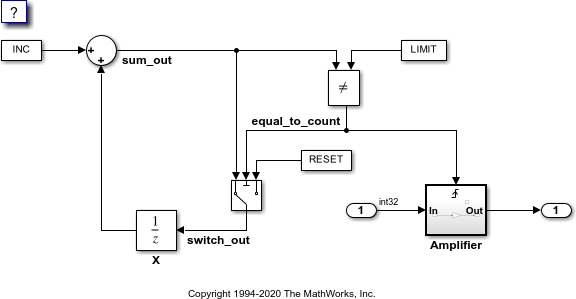 ?
INC
+
+
sum_out
LIMIT
≠
equal_to_count
RESET
1
z
switch_out
X
1
int32
In
Out
Amplifier
1
Copyright 1994-2020 The MathWorks, Inc.